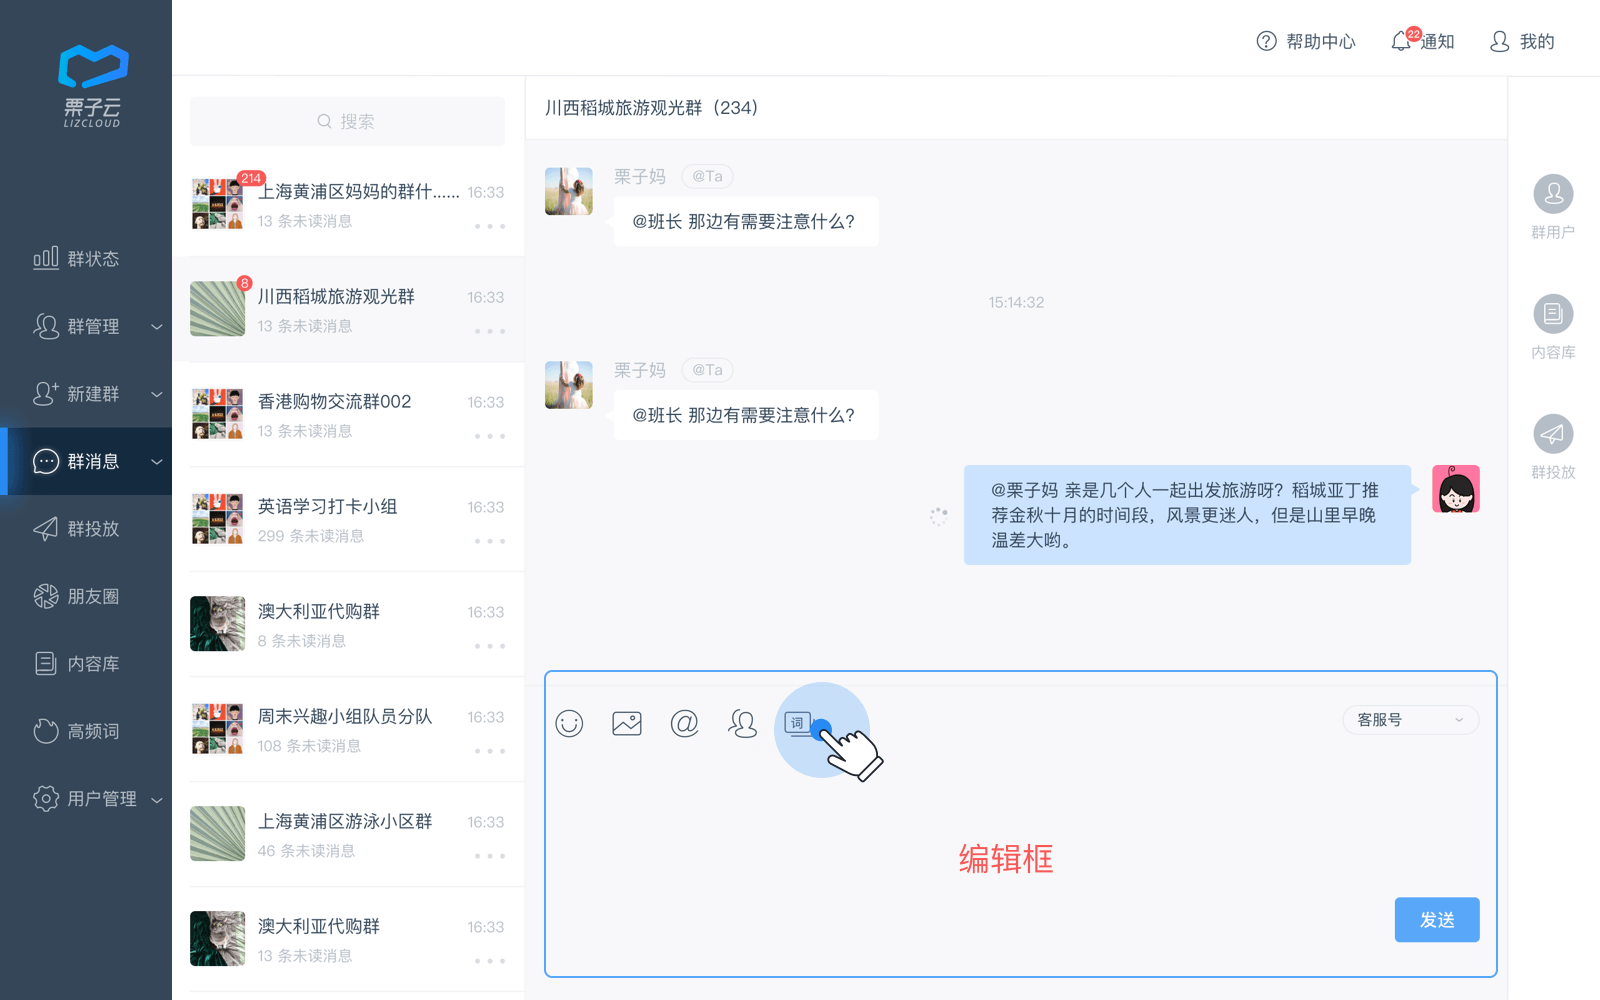 帮助中心
22
通知
我的
栗子云
LIZCLOUD
群状态
群管理
新建群
群消息
群投放
朋友圈
内容库
高频词
用户管理
搜索
214
上海黄浦区妈妈的群什......
16:33
13 条未读消息
8
川西稻城旅游观光群
16:33
13 条未读消息
香港购物交流群002
16:33
13 条未读消息
英语学习打卡小组
16:33
299 条未读消息
澳大利亚代购群
16:33
8 条未读消息
周末兴趣小组队员分队
16:33
108 条未读消息
上海黄浦区游泳小区群
16:33
46 条未读消息
澳大利亚代购群
16:33
13 条未读消息
川西稻城旅游观光群（234）
栗子妈
@Ta
@班长 那边有需要注意什么？
15:14:32
栗子妈
@Ta
@班长 那边有需要注意什么？
@栗子妈 亲是几个人一起出发旅游呀？稻城亚丁推
荐金秋十月的时间段，风景更迷人，但是山里早晚
温差大哟。
@
词
客服号
编辑框
发送
群用户
内容库
群投放